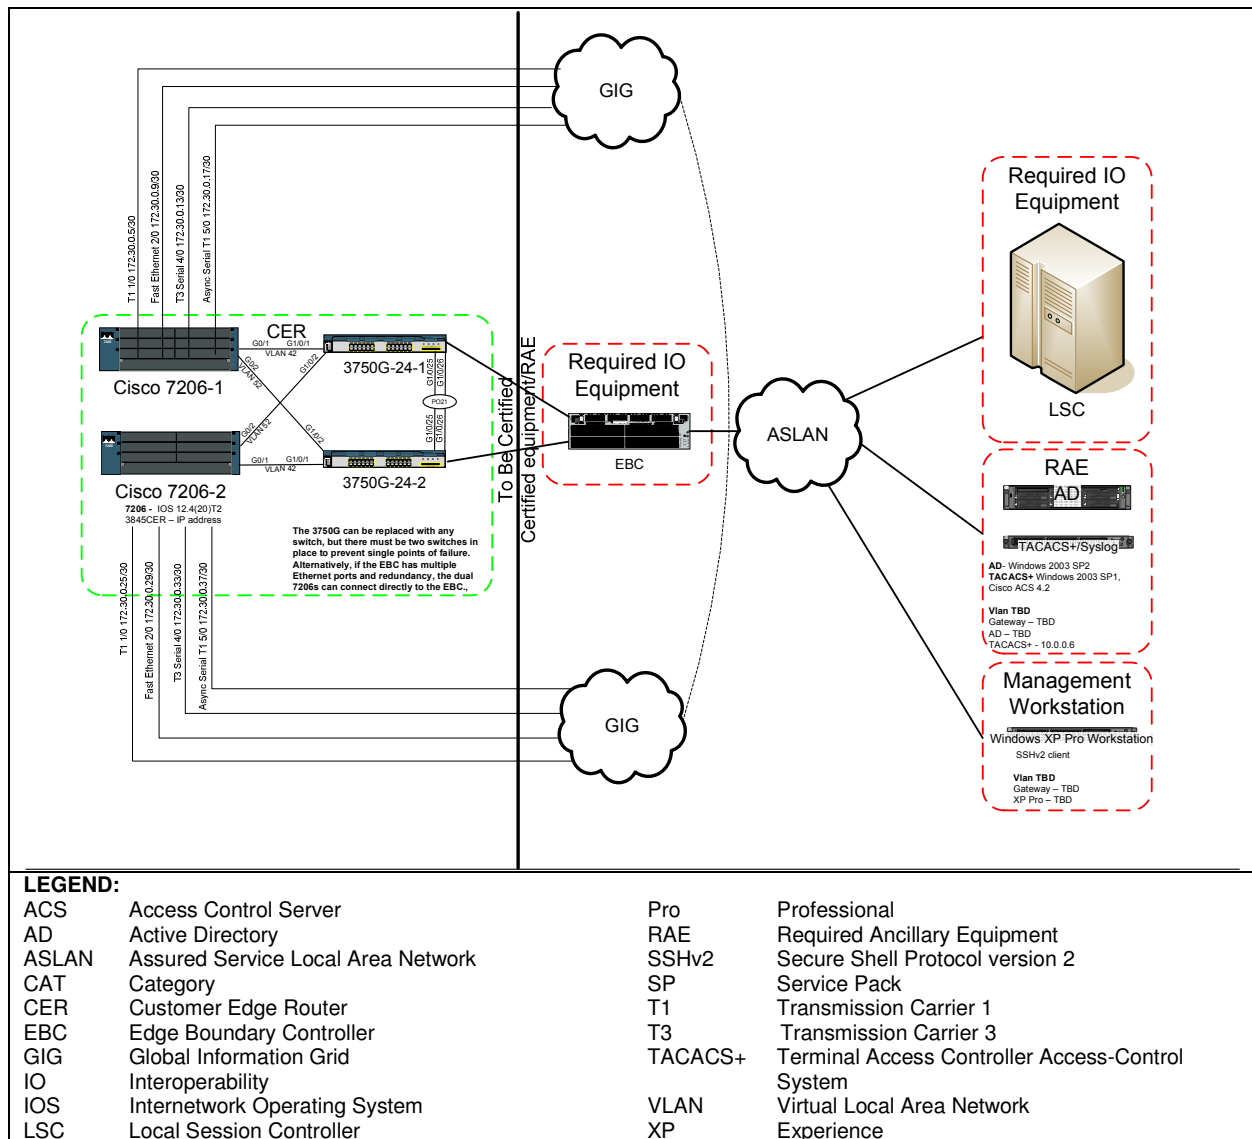 GIG
T1 1/0 172.30.0.5/30
Fast Ethernet 2/0 172.30.0.9/30
T3 Serial 4/0 172.30.0.13/30
Async Serial T1 5/0 172.30.0.17/30
CER
G0/1 G1/0/1
VLAN 42
G0/2
VLAN 52
G1/0/2
Cisco 7206-1
3750G-24-1
G1/0/25
G1/0/26
PO21
G1/0/25
G1/0/26
G0/2
VLAN 52
G1/0/2
G0/1 G1/0/1
VLAN 42
Cisco 7206-2
3750G-24-2
7206 - IOS 12.4(20)T2
3845CER – IP address
The 3750G can be replaced with any
switch, but there must be two switches in
place to prevent single points of failure.
Alternatively, if the EBC has multiple
Ethernet ports and redundancy, the dual
7206s can connect directly to the EBC.,
T1 1/0 172.30.0.25/30
Fast Ethernet 2/0 172.30.0.29/30
T3 Serial 4/0 172.30.0.33/30
Async Serial T1 5/0 172.30.0.37/30
To Be Certified
Certified equipment/RAE
Required IO
Equipment
EBC
ASLAN
GIG
Required IO
Equipment
LSC
RAE
AD
TACACS+/Syslog
AD- Windows 2003 SP2
TACACS+ Windows 2003 SP1,
Cisco ACS 4.2
Vlan TBD
Gateway – TBD
AD – TBD
TACACS+ - 10.0.0.6
Management
Workstation
Windows XP Pro Workstation
SSHv2 client
Vlan TBD
Gateway – TBD
XP Pro – TBD
LEGEND:
ACS Access Control Server
AD Active Directory
ASLAN Assured Service Local Area Network
CAT Category
CER Customer Edge Router
EBC Edge Boundary Controller
GIG Global Information Grid
IO Interoperability
IOS Internetwork Operating System
LSC Local Session Controller
Pro Professional
RAE Required Ancillary Equipment
SSHv2 Secure Shell Protocol version 2
SP Service Pack
T1 Transmission Carrier 1
T3 Transmission Carrier 3
TACACS+ Terminal Access Controller Access-Control
System
VLAN Virtual Local Area Network
XP Experience